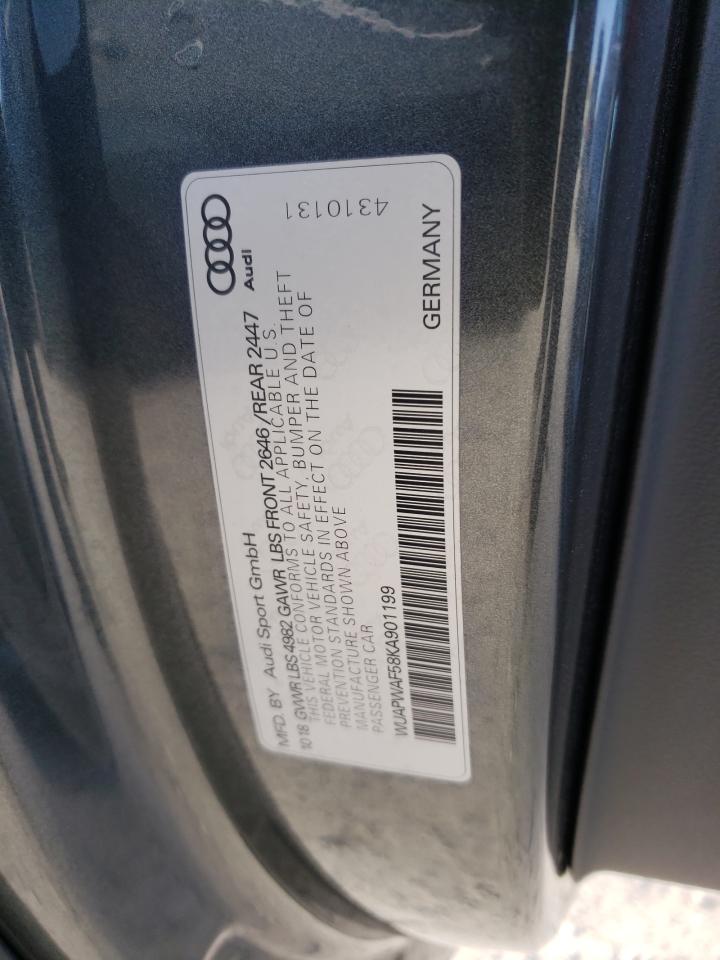 MFD. BY Audi Sport GmbH
10 18 GVWR LBS 4982 GAWR LBS FRONT 2646 /REAR 2447
THIS VEHICLE CONFORMS TO ALL APPLICABLE U.S.
FEDERAL MOTOR VEHICLE SAFETY, BUMPER AND THEFT
PREVENTION STANDARDS IN EFFECT ON THE DATE OF
MANUFACTURE SHOWN ABOVE
PASSENGER CAR
WUAPWAF58KA901199
Audi
4310131
GERMANY